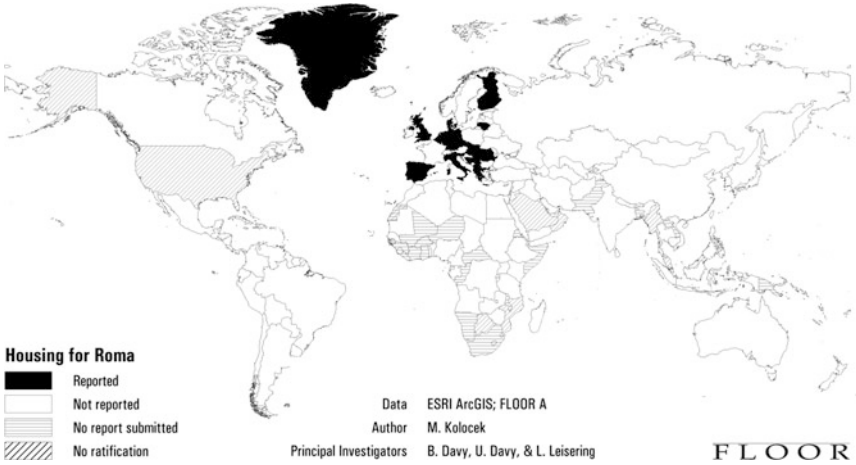 Housing for Roma
Reported
Not reported
No report submitted
No ratification
Data ESRI ArcGIS; FLOOR A
Author M. Kolocek
Principal Investigators B. Davy, U. Davy, & L. Leisering
FLOOR